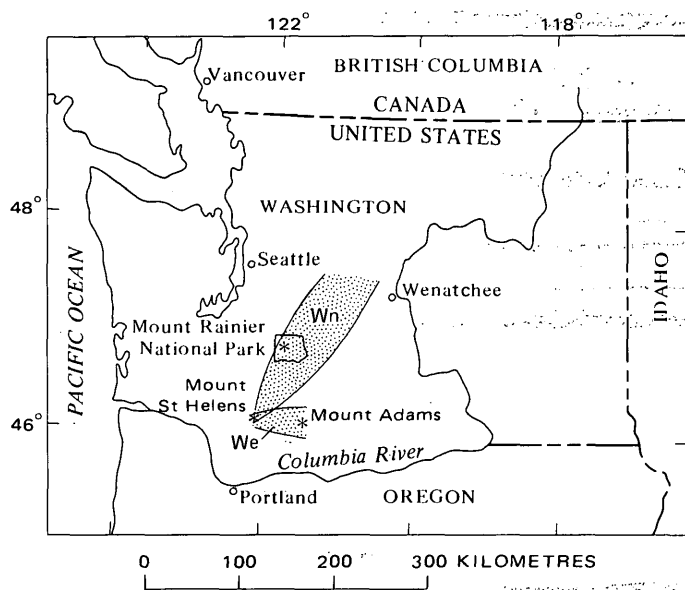 122° 118°
Vancouver
BRITISH COLUMBIA
CANADA
UNITED STATES
48°
WASHINGTON
PACIFIC OCEAN
Seattle
IDAHO
Wenatchee
Wn
Mount Rainier
National Park
Mount
St Helens
Mount Adams
46°
We
Columbia River
Portland
OREGON
0 100 200 300 KILOMETRES